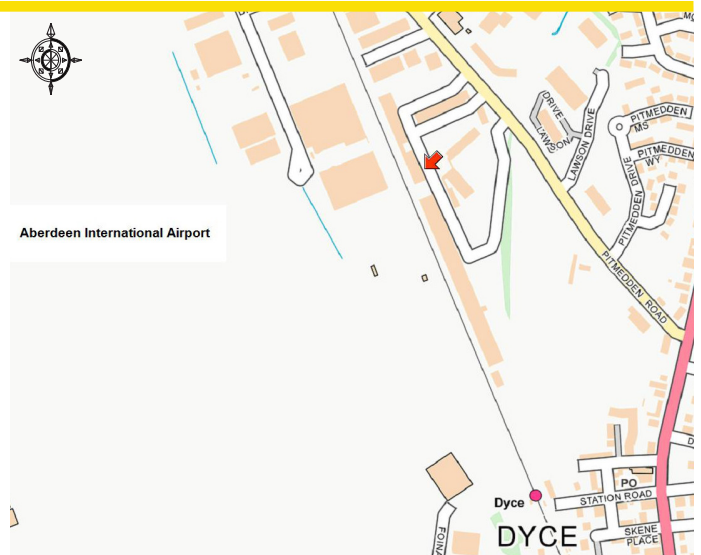 DRIVE
LAWSON
LAWSON DRIVE
PITMEDDEN
MS
PITMEDDEN
WY
PITMEDDEN DRIVE
Aberdeen International Airport
PITMEDDEN ROAD
PO
STATION ROAD
Dyce
DYCE
SKENE
PLACE